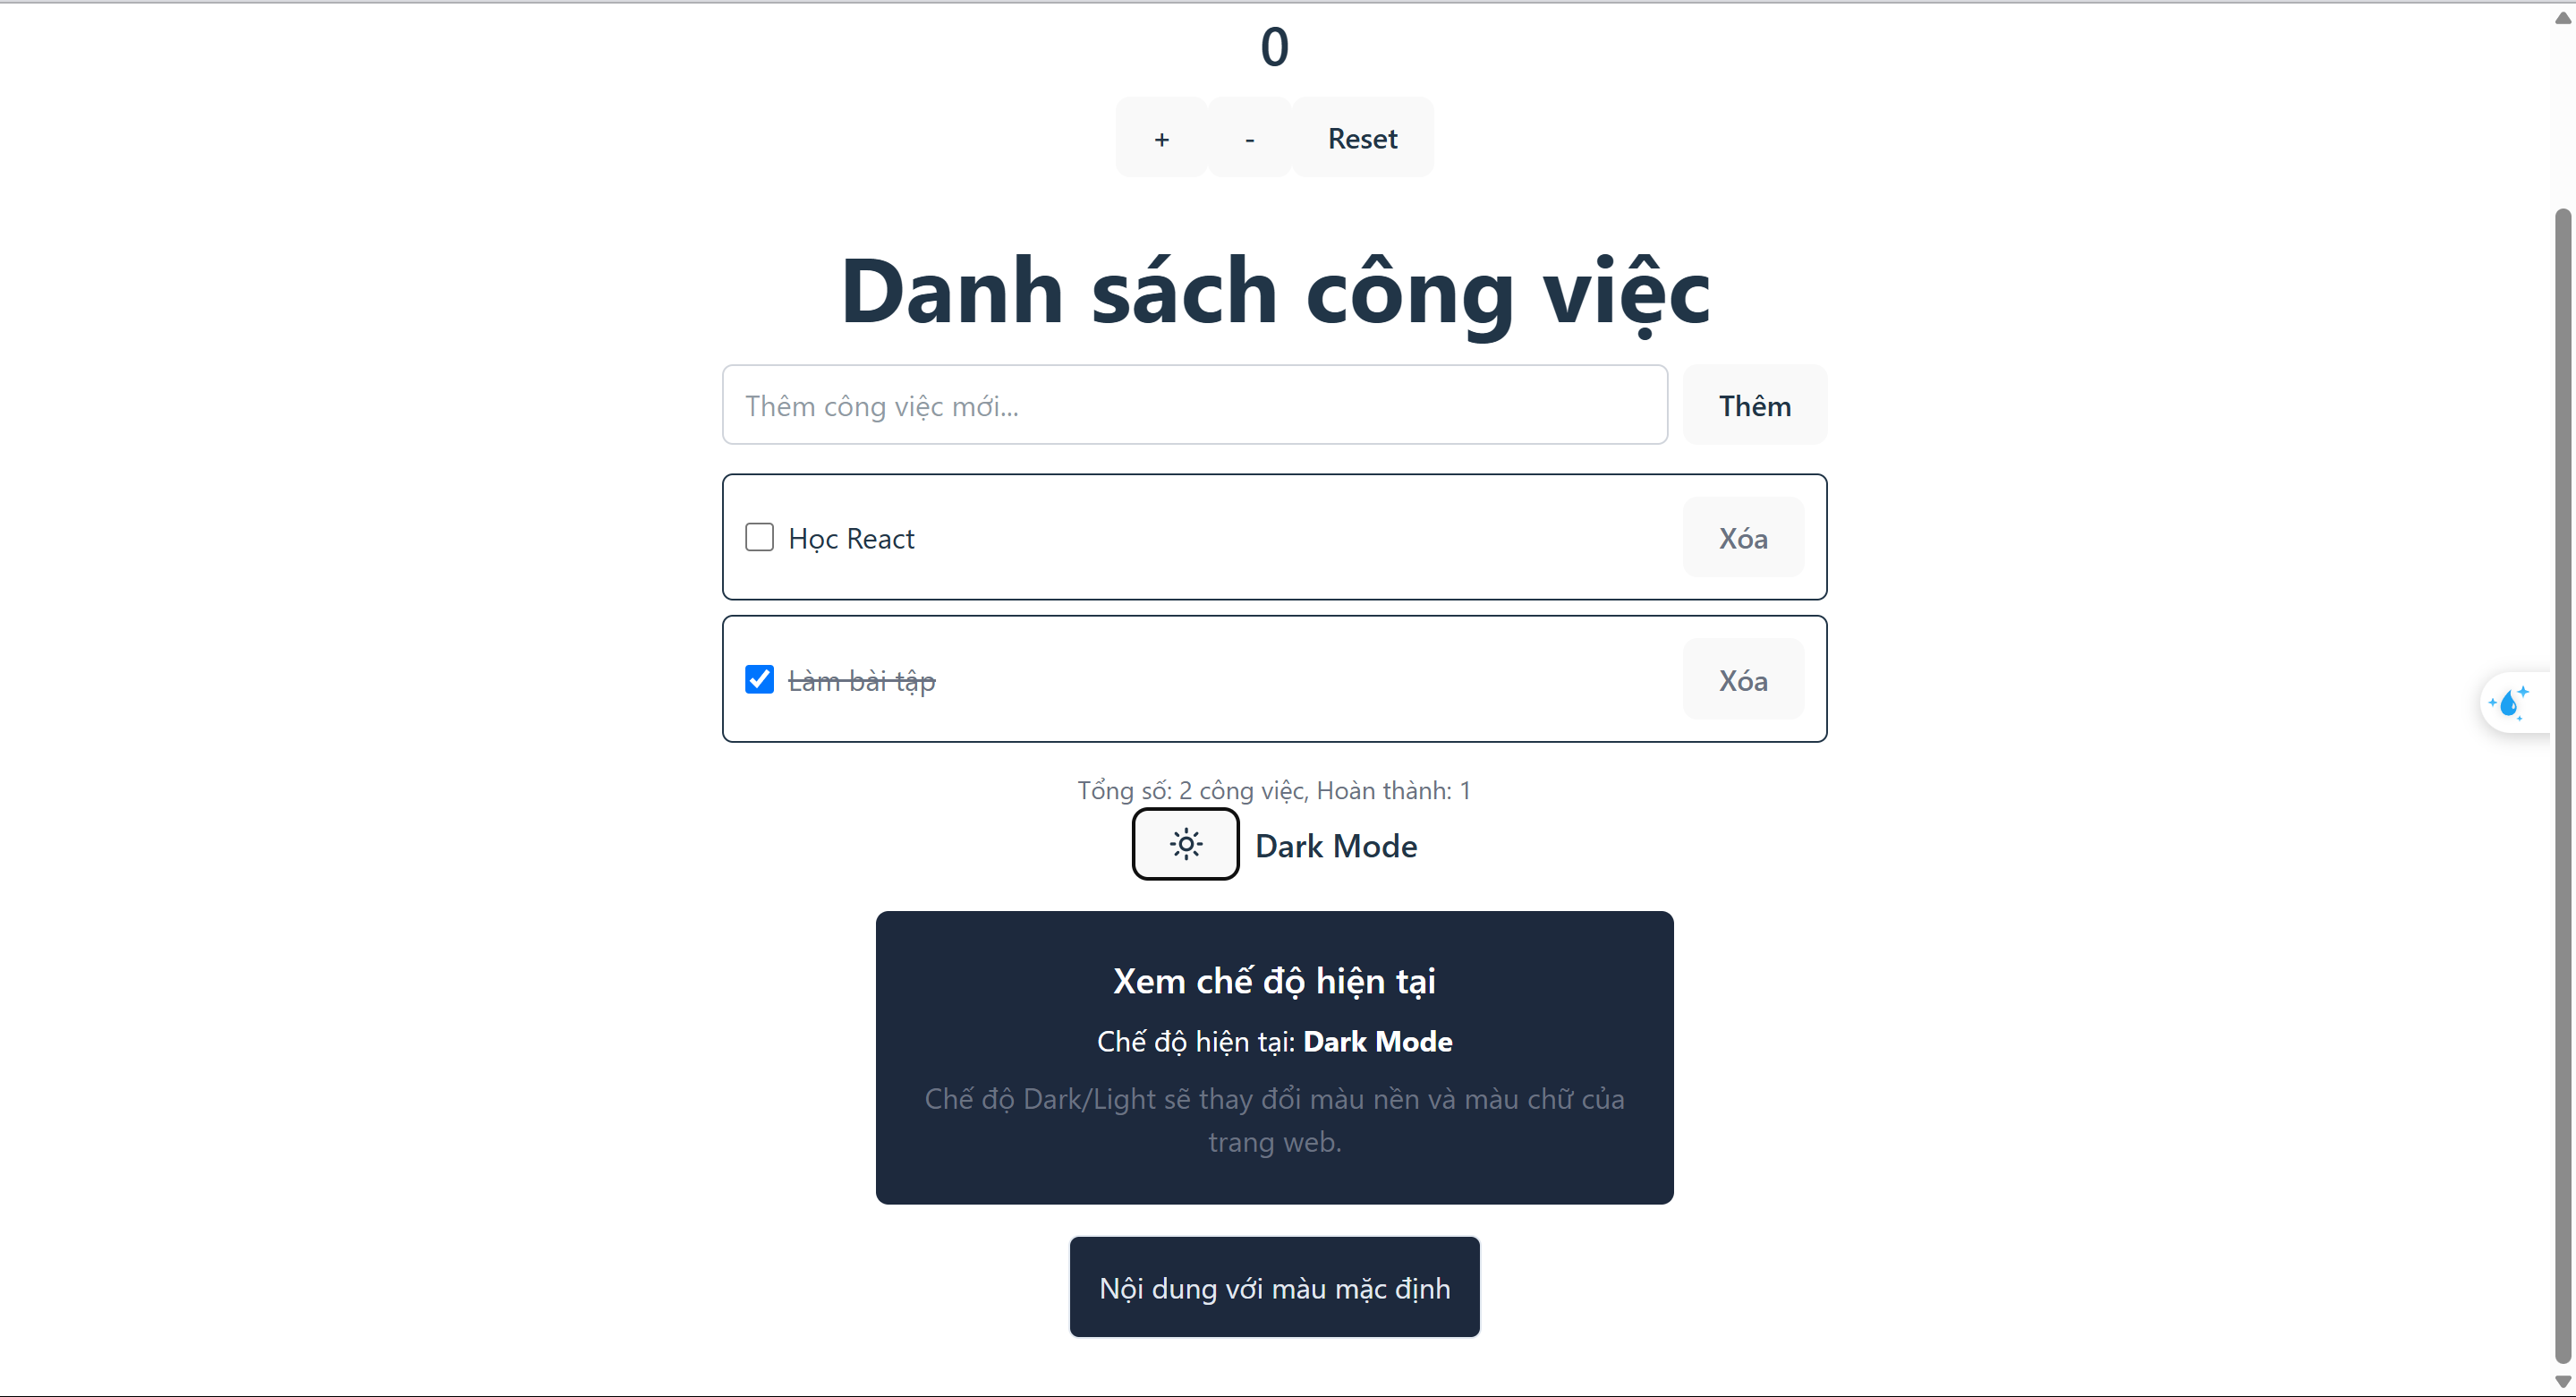 0
+ - Reset
Danh sách công việc
Thêm công việc mới... Thêm
Học React Xóa
Làm bài tập Xóa
Tổng số: 2 công việc, Hoàn thành: 1
Dark Mode
Xem chế độ hiện tại
Chế độ hiện tại: Dark Mode
Chế độ Dark/Light sẽ thay đổi màu nền và màu chữ của
trang web.
Nội dung với màu mặc định